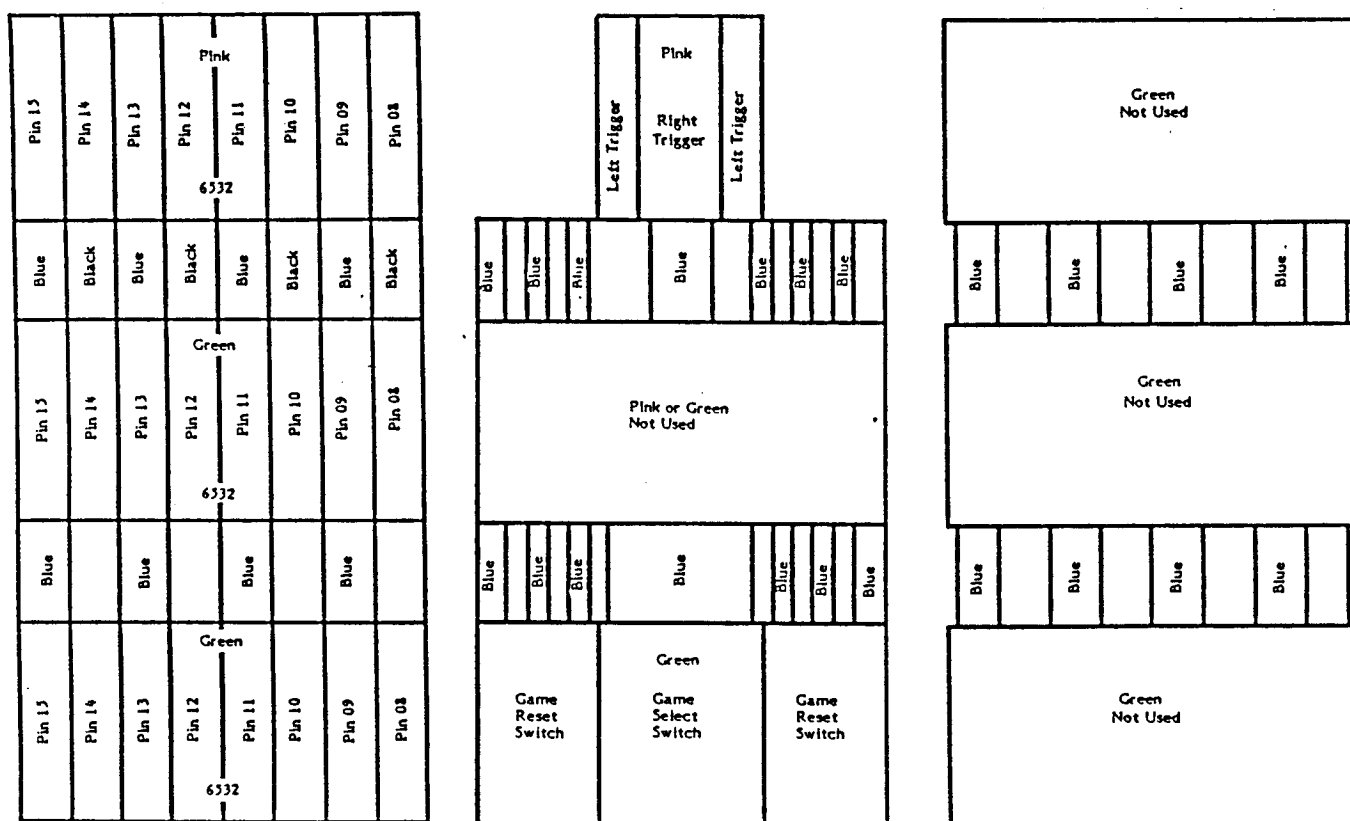 Pink
Pin 15
Pin 14
Pin 13
Pin 12
Pin 11
Pin 10
Pin 09
Pin 08
6532
Blue
Black
Blue
Black
Blue
Black
Blue
Black
Green
Pin 15
Pin 14
Pin 13
Pin 12
Pin 11
Pin 10
Pin 09
Pin 08
6532
Blue
Blue
Blue
Blue
Green
Pin 15
Pin 14
Pin 13
Pin 12
Pin 11
Pin 10
Pin 09
Pin 08
6532
Left Trigger
Pink
Right
Trigger
Left Trigger
Blue
Blue
Blue
Blue
Blue
Blue
Blue
Pink or Green
Not Used
Blue
Blue
Blue
Blue
Blue
Blue
Blue
Game
Reset
Switch
Green
Game
Select
Switch
Game
Reset
Switch
Green
Not Used
Blue
Blue
Blue
Blue
Green
Not Used
Blue
Blue
Blue
Blue
Green
Not Used